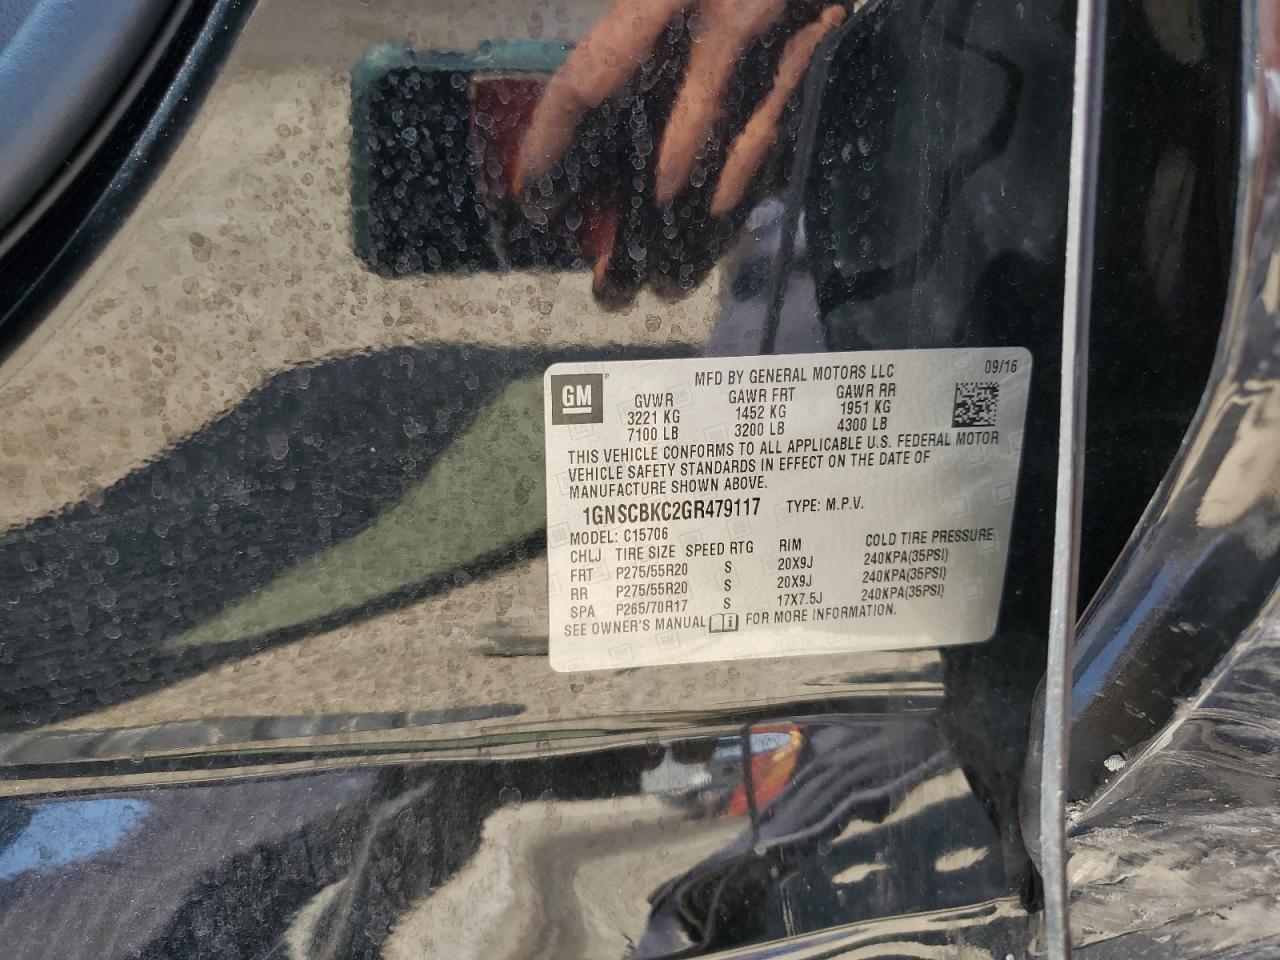 GM
MFD BY GENERAL MOTORS LLC 09/16
GVWR GAWR FRT GAWR RR
3221 KG 1452 KG 1951 KG
7100 LB 3200 LB 4300 LB
THIS VEHICLE CONFORMS TO ALL APPLICABLE U.S. FEDERAL MOTOR
VEHICLE SAFETY STANDARDS IN EFFECT ON THE DATE OF
MANUFACTURE SHOWN ABOVE.
1GNSCBKC2GR479117 TYPE: M.P.V.
MODEL: C15706
CHLJ TIRE SIZE SPEED RTG RIM COLD TIRE PRESSURE
FRT P275/55R20 S 20X9J 240KPA(35PSI)
RR P275/55R20 S 20X9J 240KPA(35PSI)
SPA P265/70R17 S 17X7.5J 240KPA(35PSI)
SEE OWNER'S MANUAL FOR MORE INFORMATION.